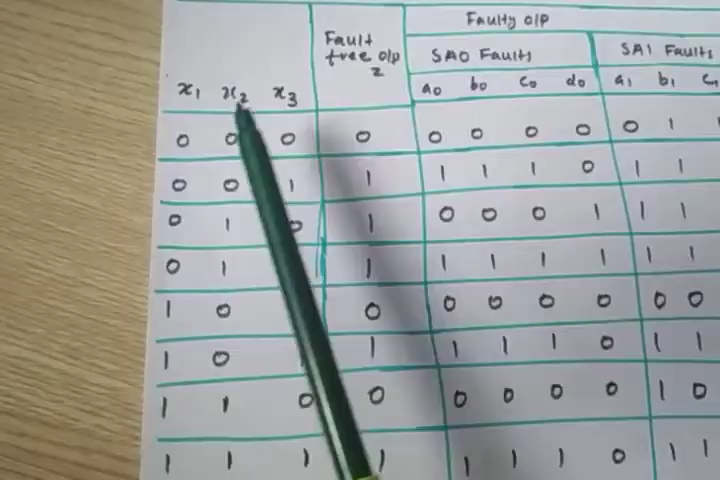 Faulty O/P
Fault free O/P z
SA0 Faults SA1 Faults
x₁ x₂ x₃ a₀ b₀ c₀ d₀ a₁ b₁ c₁
0 0 0 0 0 0 0 0 0 1
0 0 1 1 1 1 1 0 1 1
0 1 0 1 0 0 0 1 1 1
0 1 1 1 1 1 1 1 1
1 0 0 0 0 0 0 0 0
1 0 1 1 1 1 0 1 1
1 1 0 0 0 0 0 0 1 0
1 1 1 1 1 1 1 0 1 1